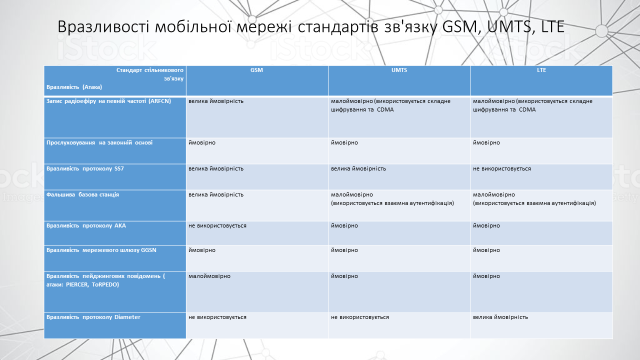 Вразливості мобільної мережі стандартів зв'язку GSM, UMTS, LTE
Стандарт стільникового
зв'язку
Вразливість (Атака)
GSM
UMTS
LTE
Запис радіоефіру на певній частоті (ARFCN)
велика ймовірність
малоймовірно (використовується складне
шифрування та CDMA
малоймовірно (використовується складне
шифрування та CDMA
Прослуховування на законній основі
ймовірно
ймовірно
ймовірно
Вразливість протоколу SS7
велика ймовірність
велика ймовірність
не використовується
Фальшива базова станція
велика ймовірність
малоймовірно
(використовується взаємна аутентифікація)
малоймовірно
(використовується взаємна аутентифікація)
Вразливість протоколу AKA
не використовується
ймовірно
ймовірно
Вразливість мережевого шлюзу GGSN
ймовірно
ймовірно
ймовірно
Вразливість пейджингових повідомлень (
атаки: PIERCER, ToRPEDO)
малоймовірно
ймовірно
ймовірно
Вразливість протоколу Diameter
не використовується
не використовується
велика ймовірність
iStock